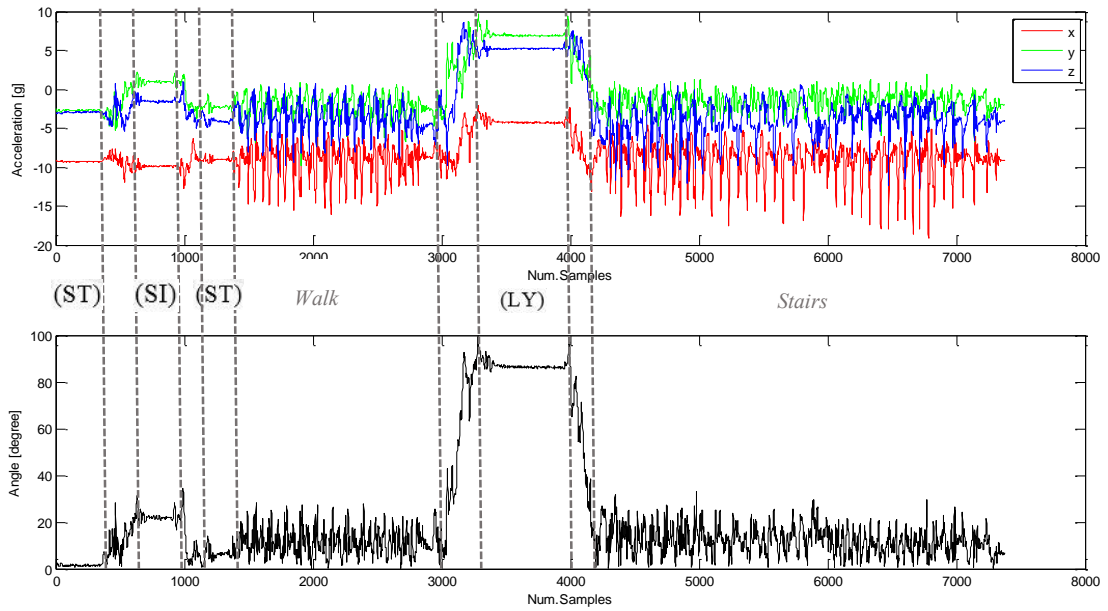 10
5
0
-5
-10
-15
-20
Acceleration [g]
x
y
z
0 1000 2000 3000 4000 5000 6000 7000 8000
Num.Samples
(ST) (SI) (ST) Walk (LY) Stairs
100
80
60
40
20
0
Angle [degree]
0 1000 2000 3000 4000 5000 6000 7000 8000
Num.Samples